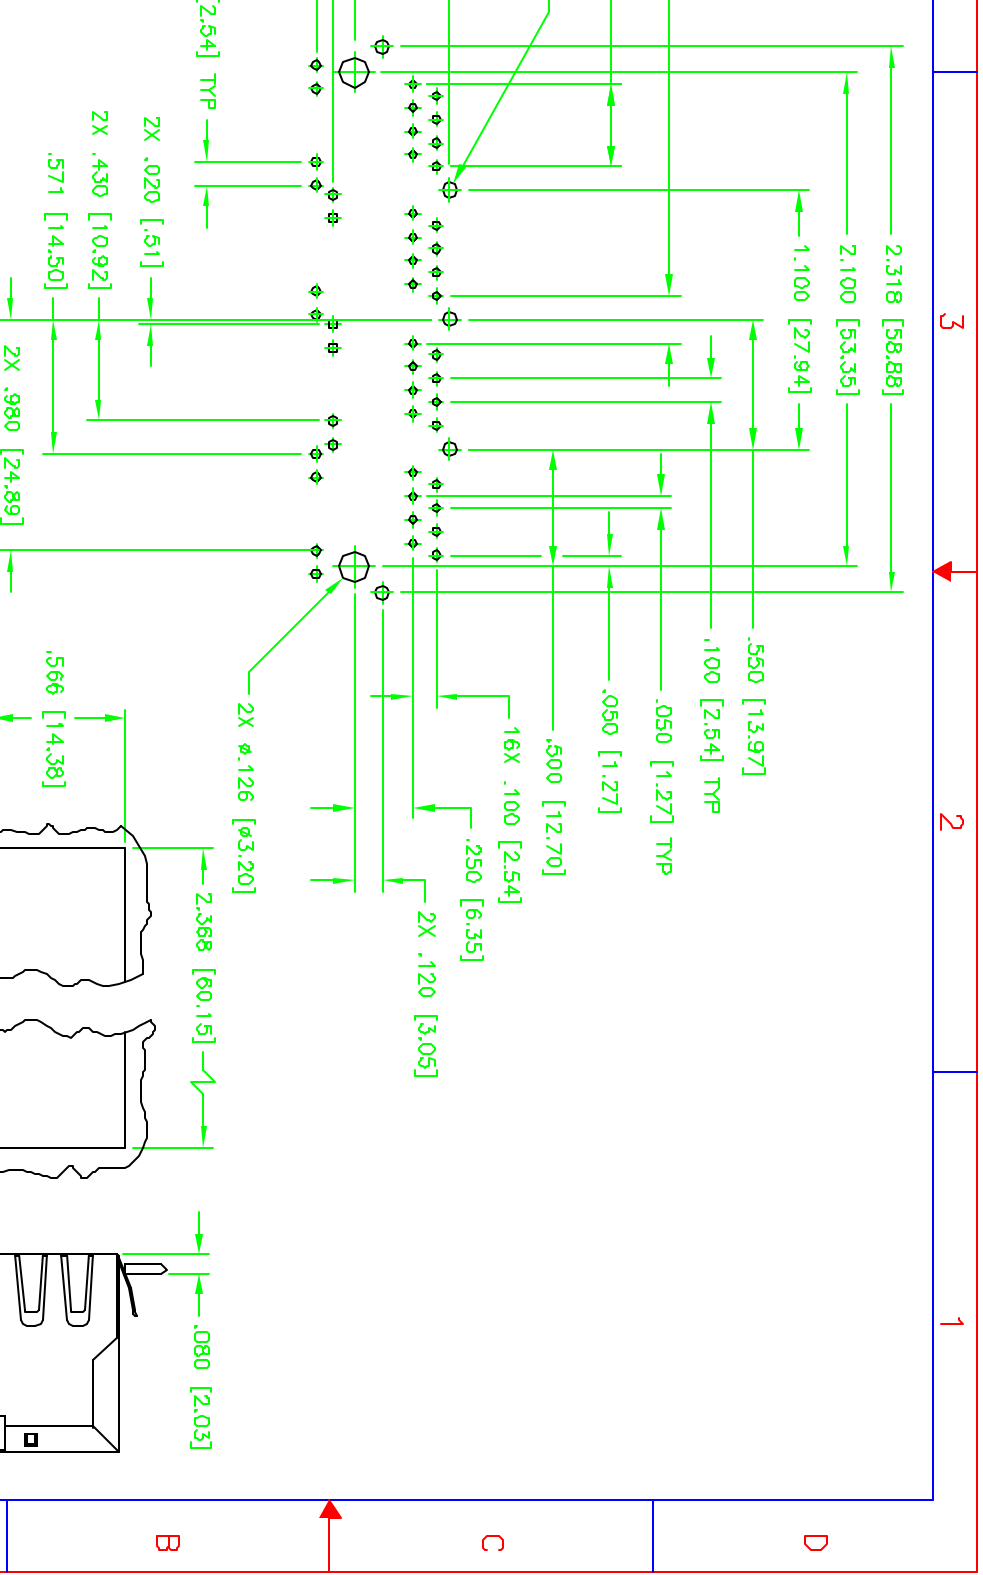 3
2
1
D
C
B
2.318 [58.88]
2.100 [53.35]
1.100 [27.94]
.550 [13.97]
.100 [2.54] TYP
.050 [1.27] TYP
.050 [1.27]
.500 [12.70]
16X .100 [2.54]
.250 [6.35]
2X .120 [3.05]
2X ø.126 [ø3.20]
2.54] TYP
2X .020 [.51]
2X .430 [10.92]
.571 [14.50]
2X .980 [24.89]
.566 [14.38]
2.368 [60.15]
.080 [2.03]